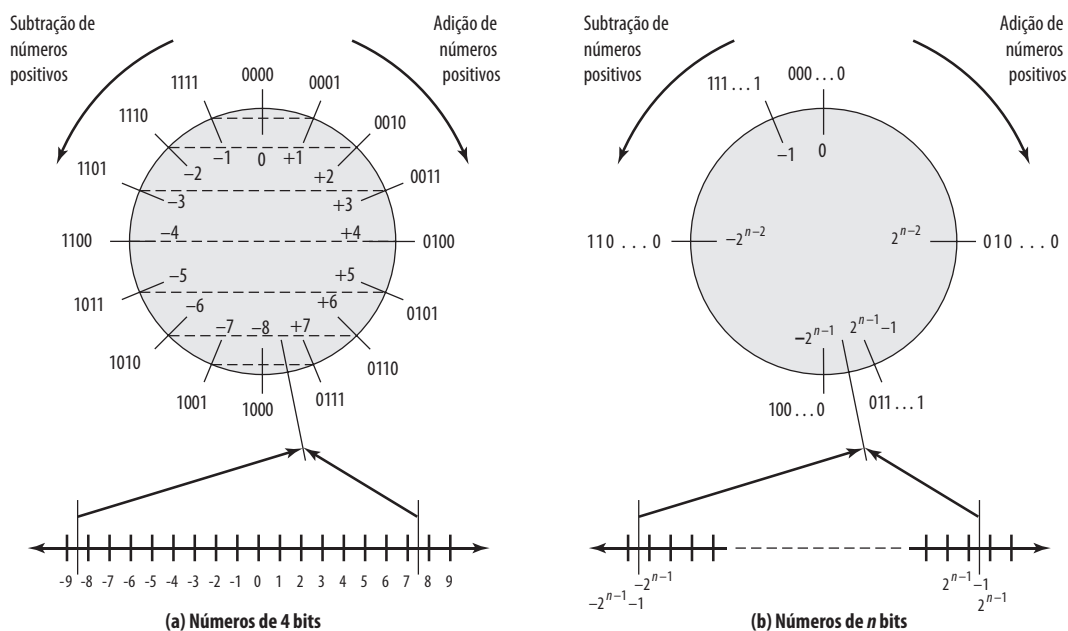 Subtração de
números
positivos
Adição de
números
positivos
0000
1111
0001
1110
0010
1101
0011
1100
0100
1011
0101
1010
0110
1001
0111
1000
–1 0 +1
–2 +2
–3 +3
–4 +4
–5 +5
–6 +6
–7 –8 +7
-9 -8 -7 -6 -5 -4 -3 -2 -1 0 1 2 3 4 5 6 7 8 9
(a) Números de 4 bits
Subtração de
números
positivos
Adição de
números
positivos
000 . . . 0
111 . . . 1
–1 0
110 . . . 0
–2^{n–2}
2^{n–2}
010 . . . 0
–2^{n–1}
2^{n–1}–1
100 . . . 0
011 . . . 1
–2^{n–1}
2^{n–1}–1
–2^{n–1}–1
2^{n–1}
(b) Números de n bits